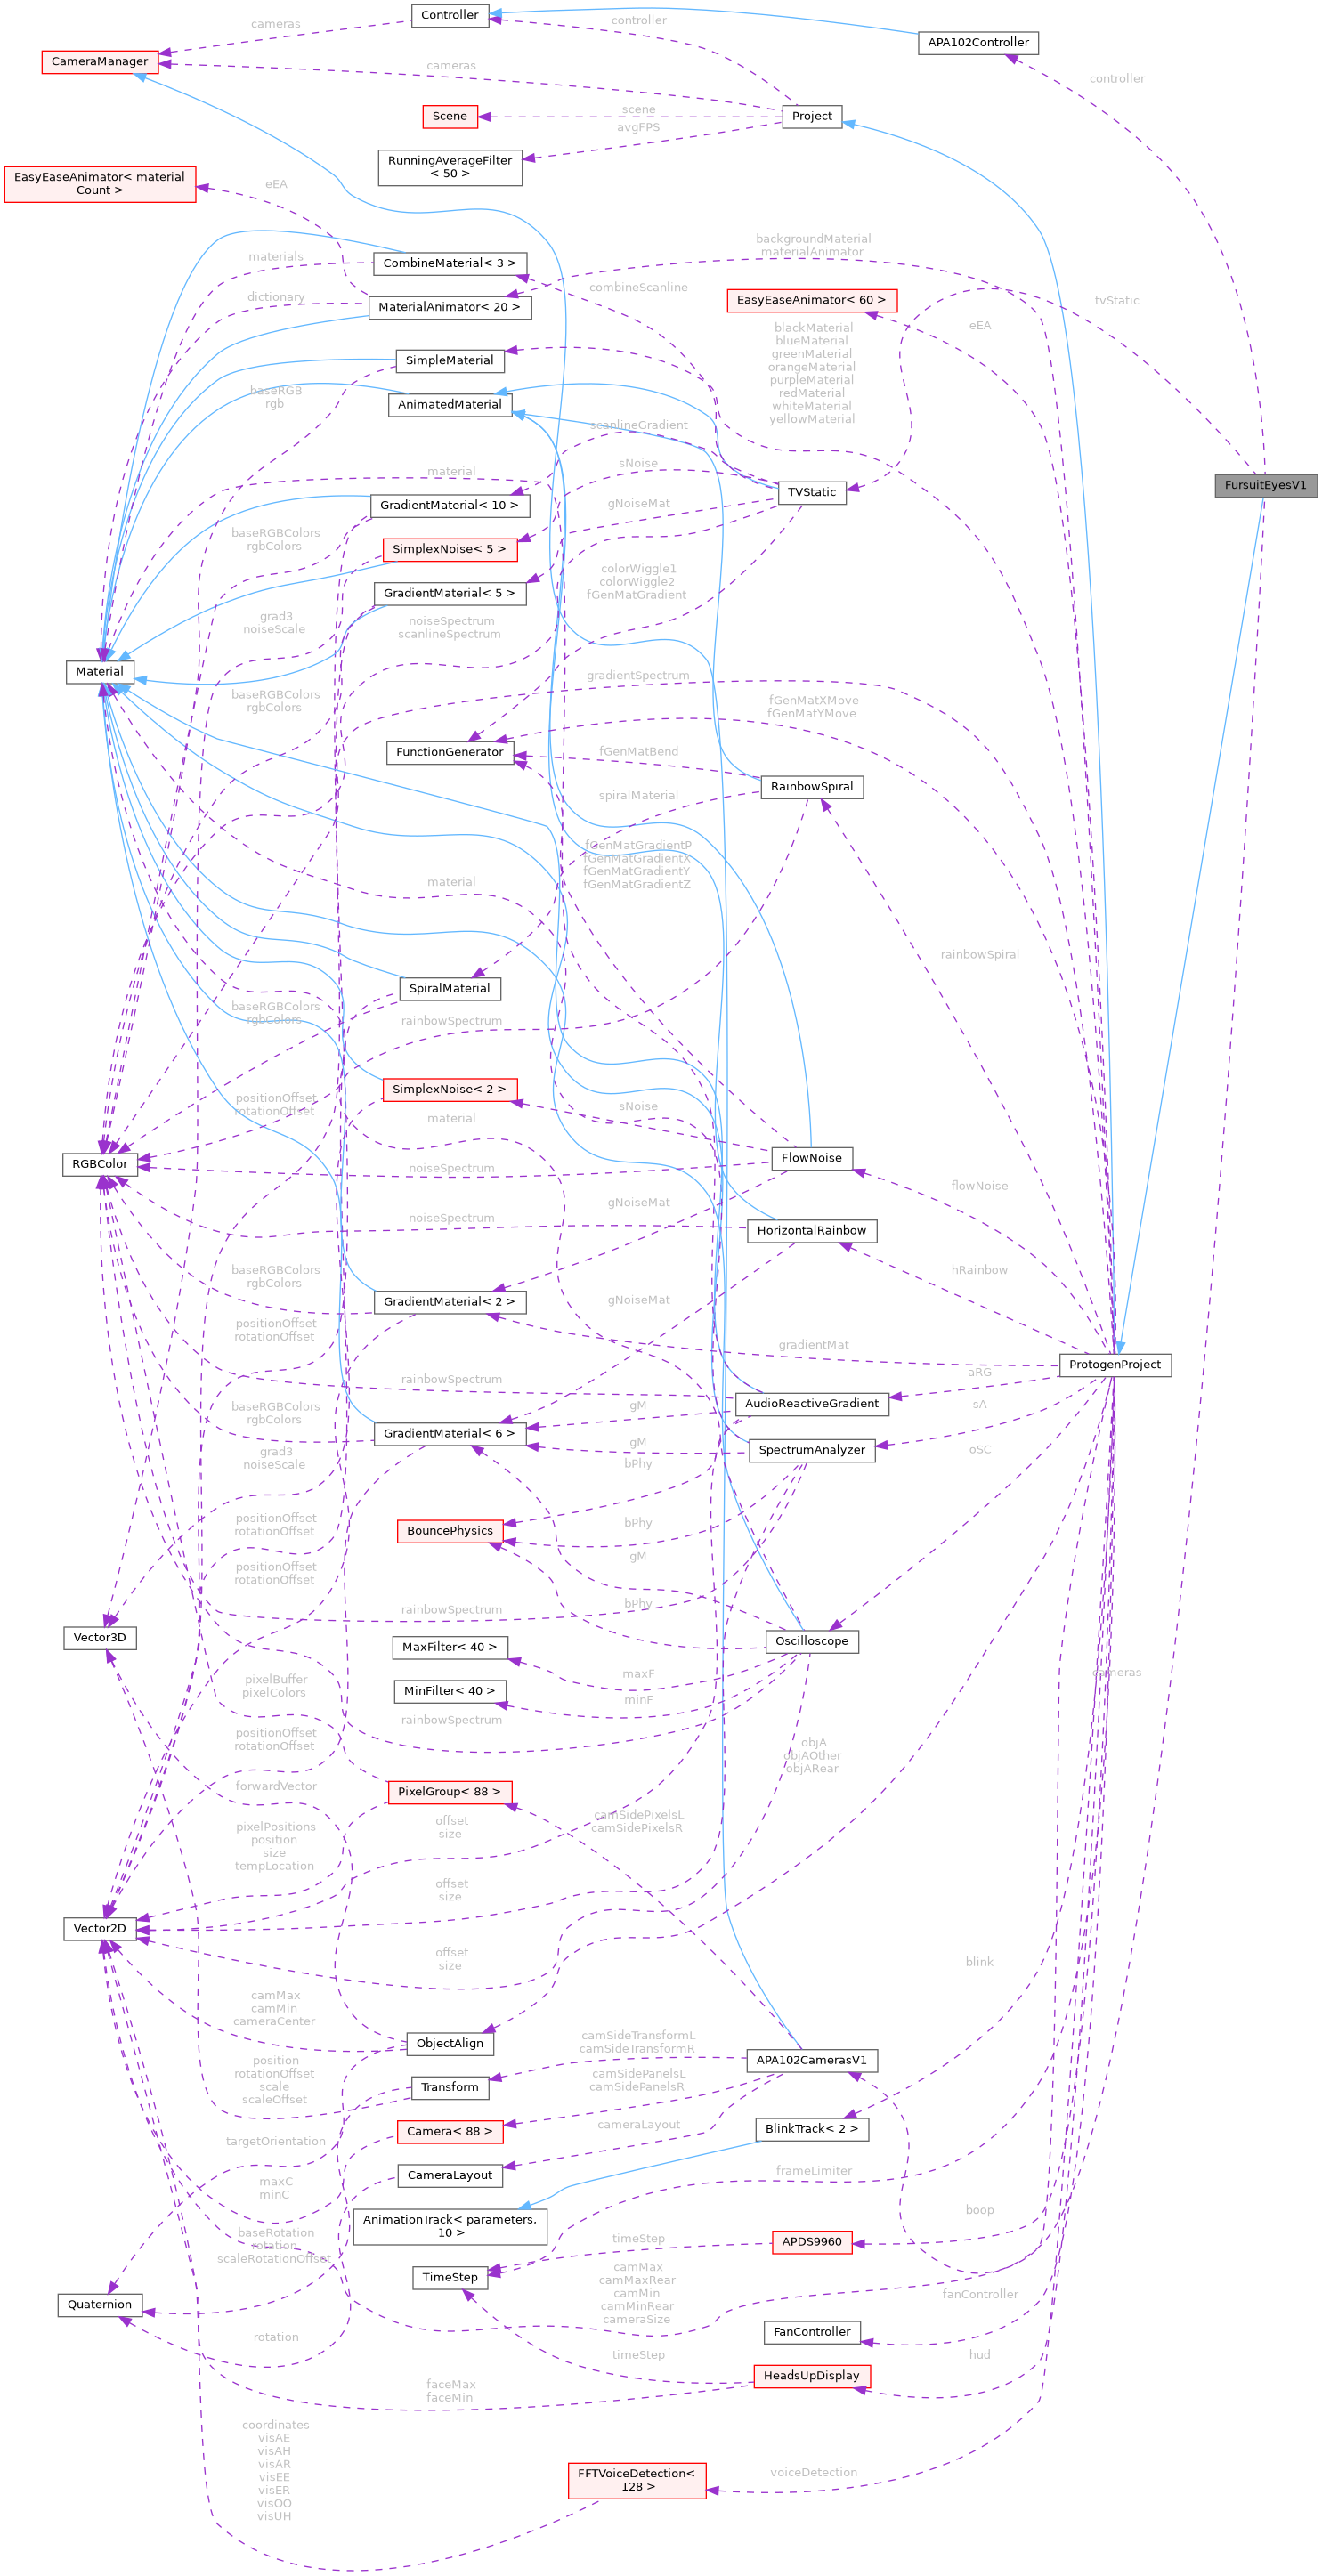 Controller
cameras
controller
APA102Controller
CameraManager
cameras
controller
Scene
scene
Project
avgFPS
RunningAverageFilter
< 50 >
EasyEaseAnimator< material
Count >
eEA
materials
CombineMaterial< 3 >
backgroundMaterial
materialAnimator
combineScanline
dictionary
MaterialAnimator< 20 >
EasyEaseAnimator< 60 >
tvStatic
eEA
blackMaterial
blueMaterial
greenMaterial
orangeMaterial
purpleMaterial
redMaterial
whiteMaterial
yellowMaterial
SimpleMaterial
baseRGB
rgb
AnimatedMaterial
scanlineGradient
material
sNoise
FursuitEyesV1
TVStatic
GradientMaterial< 10 >
gNoiseMat
baseRGBColors
rgbColors
SimplexNoise< 5 >
colorWiggle1
colorWiggle2
fGenMatGradient
GradientMaterial< 5 >
grad3
noiseScale
noiseSpectrum
scanlineSpectrum
Material
gradientSpectrum
baseRGBColors
rgbColors
fGenMatXMove
fGenMatYMove
FunctionGenerator
fGenMatBend
RainbowSpiral
spiralMaterial
fGenMatGradientP
fGenMatGradientX
fGenMatGradientY
fGenMatGradientZ
material
rainbowSpiral
SpiralMaterial
baseRGBColors
rgbColors
rainbowSpectrum
SimplexNoise< 2 >
positionOffset
rotationOffset
material
sNoise
FlowNoise
RGBColor
noiseSpectrum
flowNoise
gNoiseMat
noiseSpectrum
HorizontalRainbow
hRainbow
baseRGBColors
rgbColors
GradientMaterial< 2 >
gNoiseMat
positionOffset
rotationOffset
gradientMat
ProtogenProject
aRG
rainbowSpectrum
AudioReactiveGradient
baseRGBColors
rgbColors
gM
sA
GradientMaterial< 6 >
gM
SpectrumAnalyzer
oSC
grad3
noiseScale
bPhy
positionOffset
rotationOffset
BouncePhysics
bPhy
positionOffset
rotationOffset
gM
rainbowSpectrum
bPhy
Vector3D
Oscilloscope
MaxFilter< 40 >
maxF
cameras
pixelBuffer
pixelColors
MinFilter< 40 >
minF
rainbowSpectrum
positionOffset
rotationOffset
objA
objAOther
objARear
forwardVector
PixelGroup< 88 >
pixelPositions
position
size
tempLocation
offset
size
camSidePixelsL
camSidePixelsR
offset
size
Vector2D
offset
size
blink
camMax
camMin
cameraCenter
ObjectAlign
camSideTransformL
camSideTransformR
APA102CamerasV1
position
rotationOffset
scale
scaleOffset
Transform
camSidePanelsL
camSidePanelsR
Camera< 88 >
cameraLayout
BlinkTrack< 2 >
targetOrientation
maxC
minC
CameraLayout
frameLimiter
AnimationTrack< parameters,
10 >
boop
baseRotation
rotation
scaleRotationOffset
timeStep
APDS9960
TimeStep
camMax
camMaxRear
camMin
camMinRear
cameraSize
fanController
Quaternion
FanController
rotation
timeStep
hud
HeadsUpDisplay
faceMax
faceMin
coordinates
visAE
visAH
visAR
visEE
visER
visOO
visUH
FFTVoiceDetection<
128 >
voiceDetection